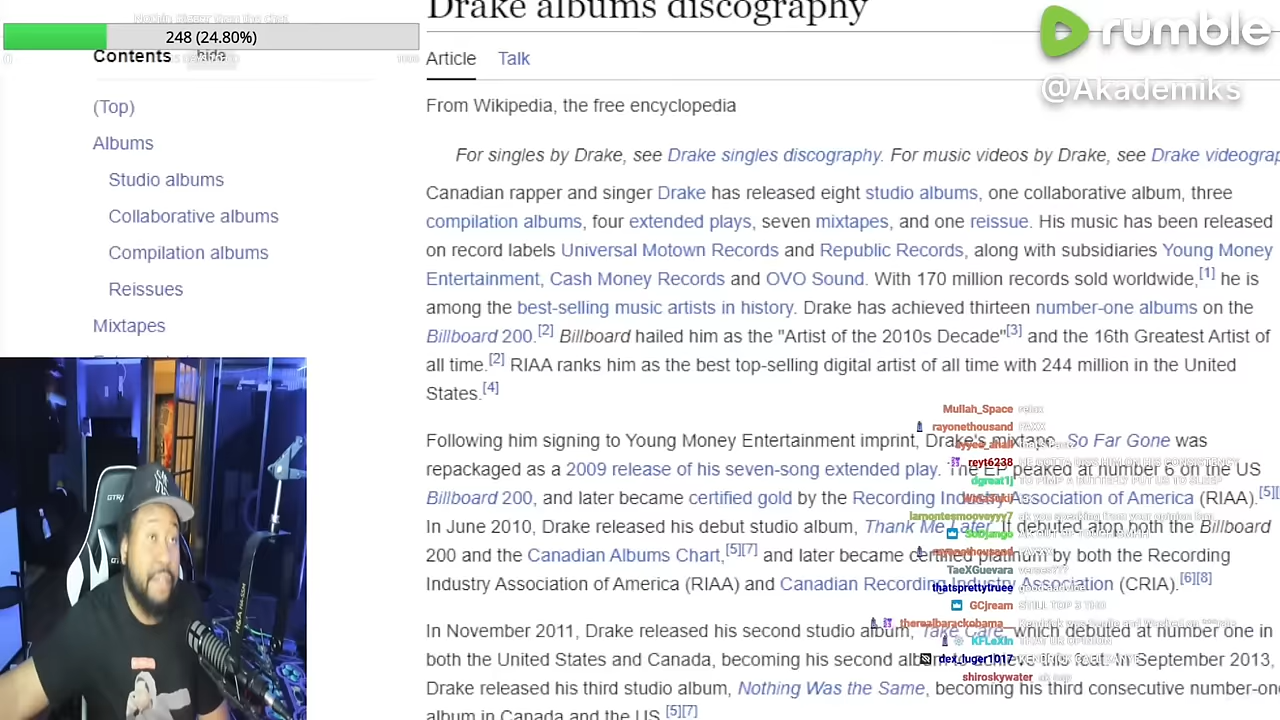 Drake albums discography
248 (24.80%)
Contents
hide
rumble
@Akademiks
Article
Talk
From Wikipedia, the free encyclopedia
(Top)
Albums
Studio albums
Collaborative albums
Compilation albums
Reissues
Mixtapes
For singles by Drake, see Drake singles discography. For music videos by Drake, see Drake videograp
Canadian rapper and singer Drake has released eight studio albums, one collaborative album, three
compilation albums, four extended plays, seven mixtapes, and one reissue. His music has been released
on record labels Universal Motown Records and Republic Records, along with subsidiaries Young Money
Entertainment, Cash Money Records and OVO Sound. With 170 million records sold worldwide,[1] he is
among the best-selling music artists in history. Drake has achieved thirteen number-one albums on the
Billboard 200.[2] Billboard hailed him as the "Artist of the 2010s Decade"[3] and the 16th Greatest Artist of
all time.[2] RIAA ranks him as the best top-selling digital artist of all time with 244 million in the United
States.[4]
Following him signing to Young Money Entertainment imprint, Drake's mixtape, So Far Gone was
repackaged as a 2009 release of his seven-song extended play. The EP peaked at number 6 on the US
Billboard 200, and later became certified gold by the Recording Industry Association of America (RIAA).[5]
In June 2010, Drake released his debut studio album, Thank Me Later. It debuted atop both the Billboard
200 and the Canadian Albums Chart,[5][7] and later became certified platinum by both the Recording
Industry Association of America (RIAA) and Canadian Recording Industry Association (CRIA).[6][8]
In November 2011, Drake released his second studio album, Take Care, which debuted at number one in
both the United States and Canada, becoming his second album to achieve this feat. In September 2013,
Drake released his third studio album, Nothing Was the Same, becoming his third consecutive number-one
album in Canada and the US.[5][7]
Mullah_Space
rayonethousand
reyt6238
dgreat1j
lamontesmooveyyy7
rayonethousand
TaeXGuevara
thatsprettytruee
GCjream STILL TOP 3 THO
therealbarackobama__
KFLeXin
dex_luger1017
shiroskywater